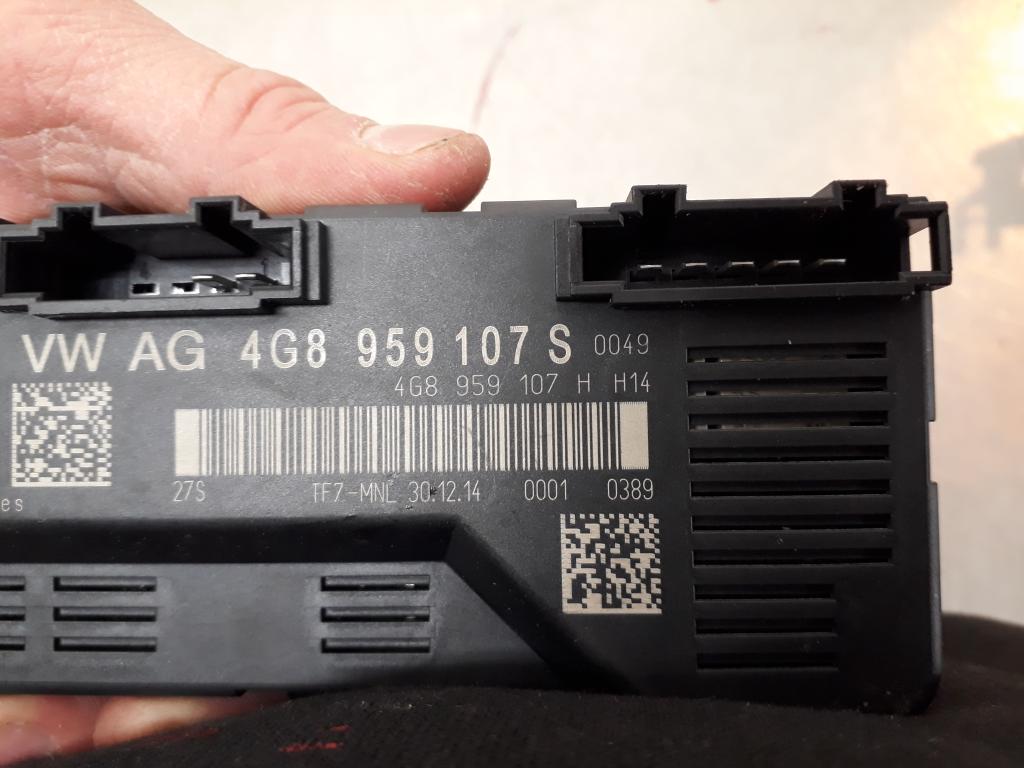 VW AG 4G8 959 107 S 0049
4G8 959 107 H H14
27S TF7-MNL 30.12.14 0001 0389
es